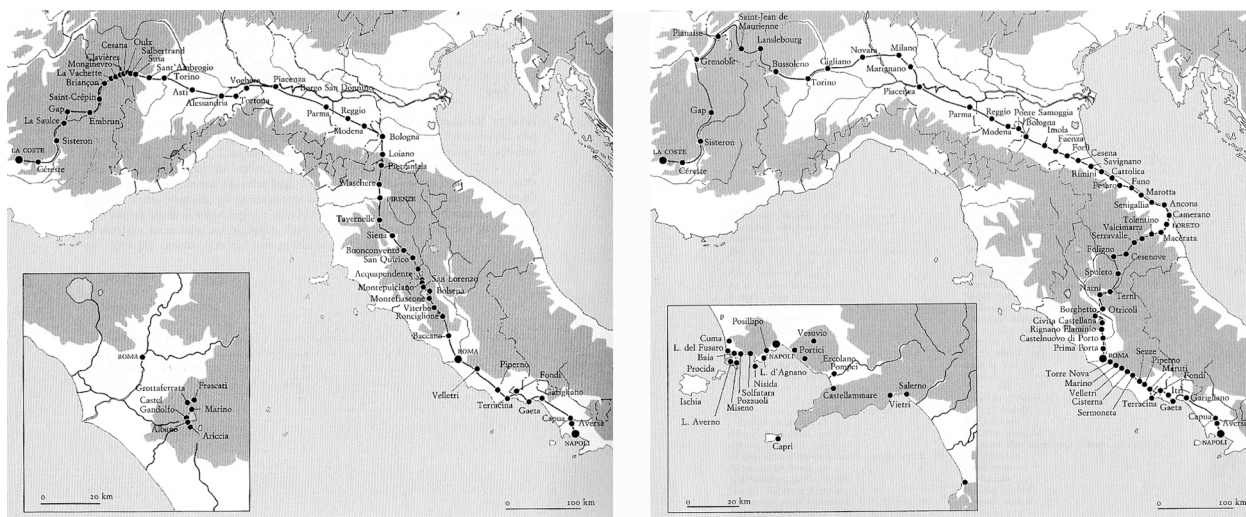 Oulx
Cesana
Salbertrand
Clavières
Susa
Monginevro
Sant'Ambrogio
La Vachette
Torino
Briançon
Voghera
Piacenza
Asti
Borgo San Donnino
Saint-Crépin
Alessandria
Tortona
Reggio
Gap
Parma
La Saulce
Embrun
Modena
Bologna
Sisteron
Loiano
LA COSTE
Pietramala
Céreste
Maschere
FIRENZE
Tavernelle
Siena
Buonconvento
San Quirico
Acquapendente
San Lorenzo
Montepulciano
Bolsena
Montefiascone
Viterbo
Ronciglione
Baccano
ROMA
Piperno
Fondi
Velletri
Garigliano
Terracina
Gaeta
Capua
Aversa
NAPOLI
0 100 km
ROMA
Grottaferrata
Frascati
Castel
Gandolfo
Marino
Albano
Ariccia
0 20 km
Saint-Jean de
Maurienne
Planaise
Lanslebourg
Grenoble
Novara
Milano
Bussoleno
Cigliano
Marignano
Torino
Piacenza
Gap
Parma
Reggio
Ponte Samoggia
Modena
Bologna
Imola
Sisteron
Faenza
Forlì
LA COSTE
Cesena
Céreste
Savignano
Rimini
Cattolica
Pesaro
Fano
Marotta
Senigallia
Ancona
Camerano
Tolentino
LORETO
Valcimarra
Serravalle
Macerata
Foligno
Cesenove
Spoleto
Narni
Terni
Borghetto
Otricoli
Civita Castellana
Rignano Flaminio
Castelnuovo di Porto
Prima Porta
ROMA
Sezze
Piperno
Maruti
Torre Nova
Fondi
Marino
Itri
Velletri
Garigliano
Cisterna
Sermoneta
Terracina
Gaeta
Capua
Aversa
NAPOLI
0 100 km
P
Posillipo
Vesuvio
Cuma
L. del Fusaro
NAPOLI
Portici
Baia
Ercolano
Procida
L. d'Agnano
Pompei
Nisida
Ischia
Solfatara
Salerno
Pozzuoli
Castellammare
Miseno
Vietri
L. Averno
Capri
0 20 km